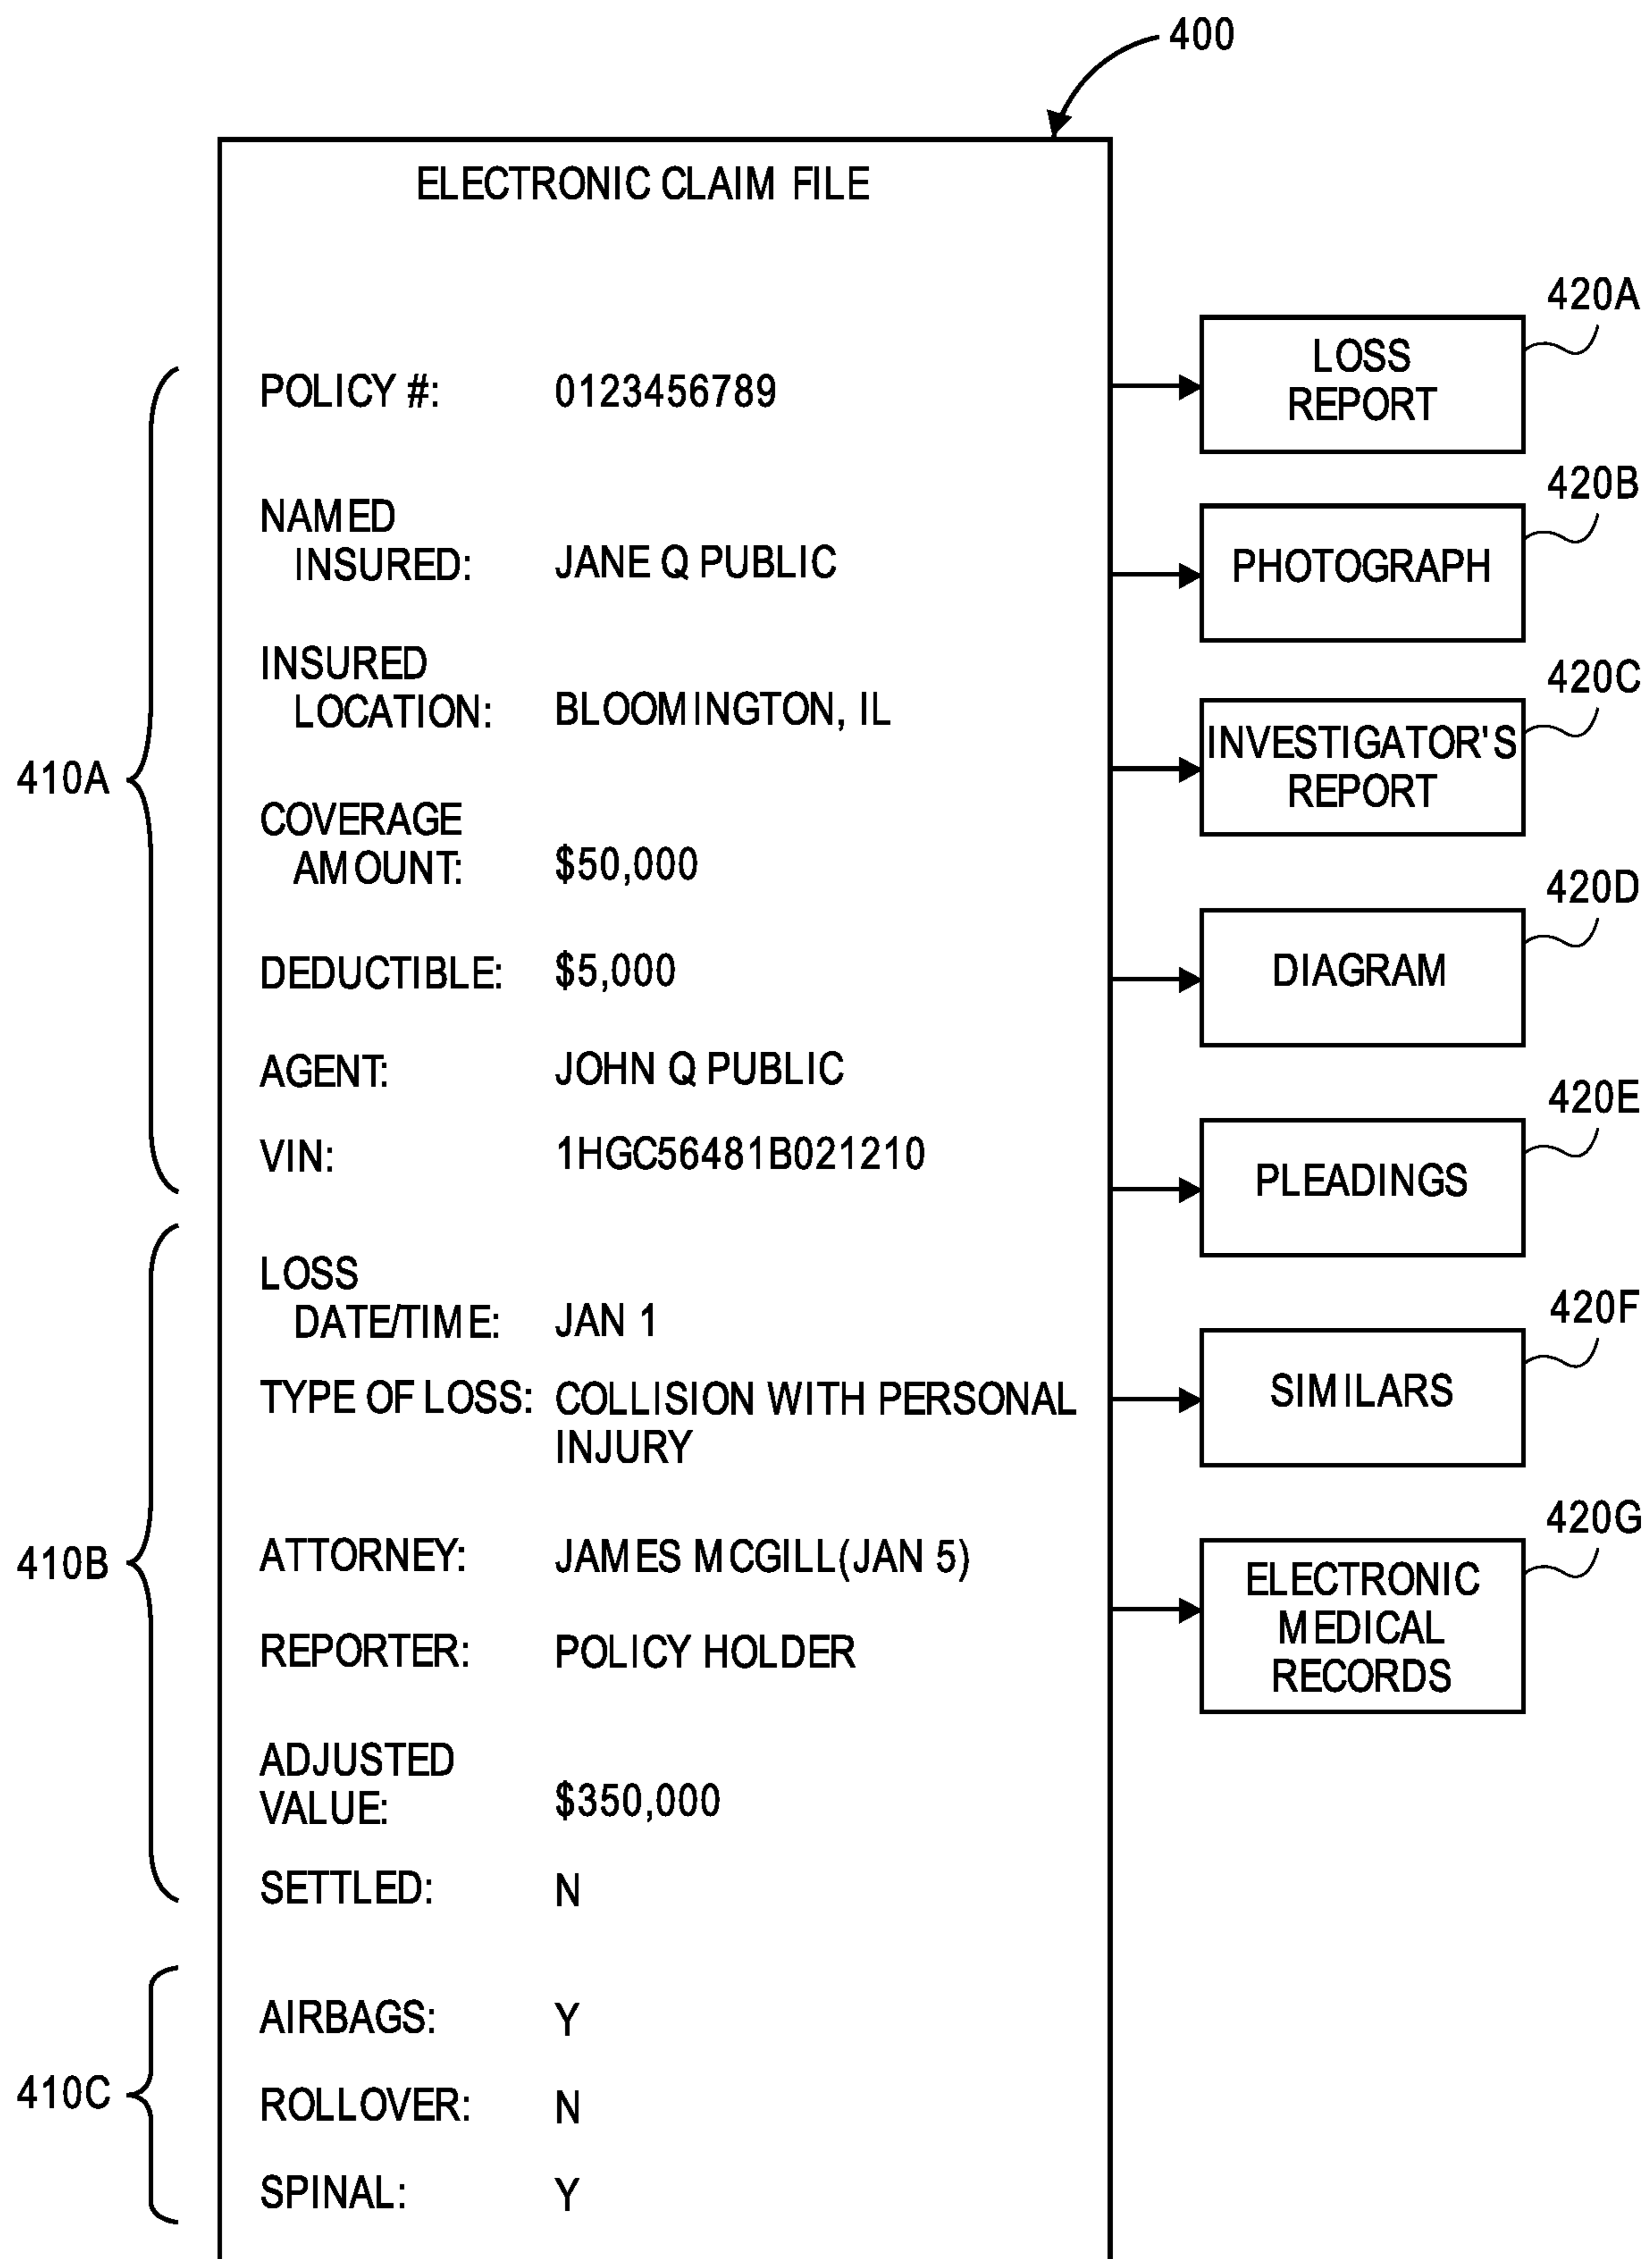 400
ELECTRONIC CLAIM FILE
410A
POLICY #: 0123456789
NAMED
INSURED: JANE Q PUBLIC
INSURED
LOCATION: BLOOMINGTON, IL
COVERAGE
AMOUNT: $50,000
DEDUCTIBLE: $5,000
AGENT: JOHN Q PUBLIC
VIN: 1HGC56481B021210
410B
LOSS
DATE/TIME: JAN 1
TYPE OF LOSS: COLLISION WITH PERSONAL
INJURY
ATTORNEY: JAMES MCGILL(JAN 5)
REPORTER: POLICY HOLDER
ADJUSTED
VALUE: $350,000
SETTLED: N
410C
AIRBAGS: Y
ROLLOVER: N
SPINAL: Y
420A
LOSS
REPORT
420B
PHOTOGRAPH
420C
INVESTIGATOR'S
REPORT
420D
DIAGRAM
420E
PLEADINGS
420F
SIMILARS
420G
ELECTRONIC
MEDICAL
RECORDS